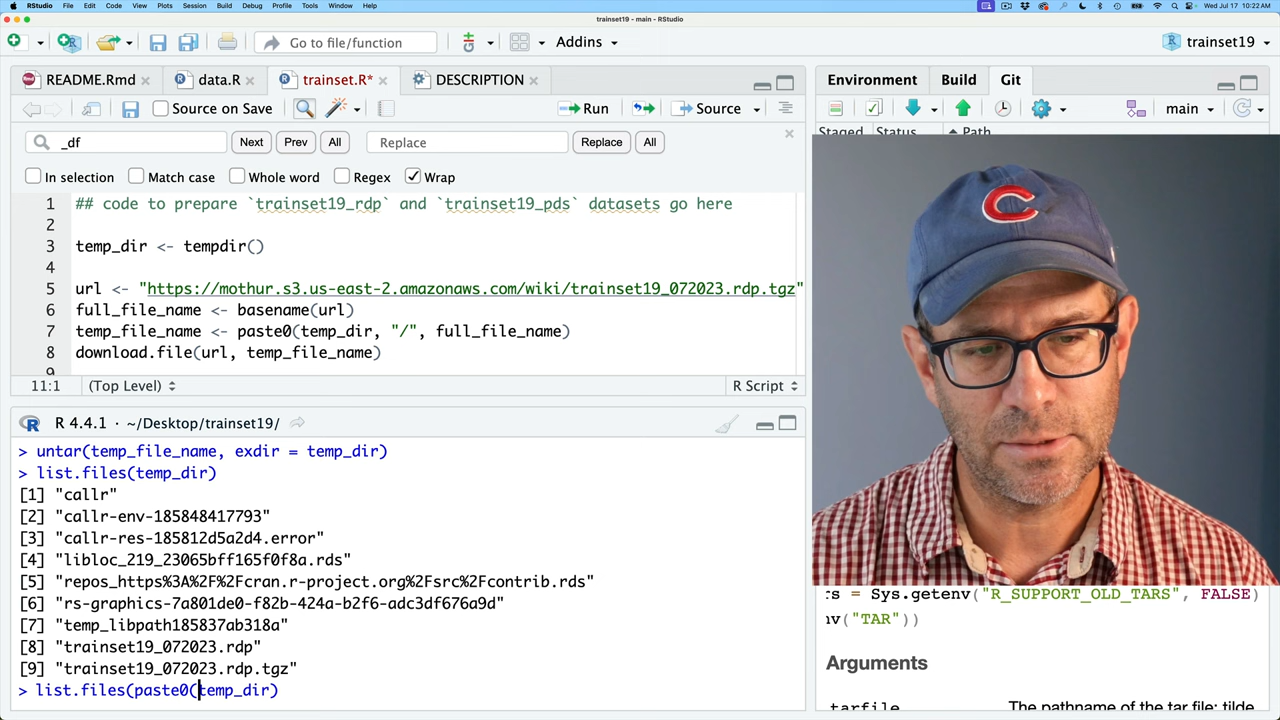 RStudio File Edit Code View Plots Session Build Debug Profile Tools Window Help Wed Jul 17 10:22 AM
trainset19 - main - RStudio
Go to file/function Addins trainset19
README.Rmd data.R trainset.R* DESCRIPTION
Source on Save Run Source
_df Next Prev All Replace Replace All
In selection Match case Whole word Regex Wrap
1 ## code to prepare `trainset19_rdp` and `trainset19_pds` datasets go here
2
3 temp_dir <- tempdir()
4
5 url <- "https://mothur.s3.us-east-2.amazonaws.com/wiki/trainset19_072023.rdp.tgz"
6 full_file_name <- basename(url)
7 temp_file_name <- paste0(temp_dir, "/", full_file_name)
8 download.file(url, temp_file_name)
9
11:1 (Top Level) R Script
R 4.4.1 · ~/Desktop/trainset19/
> untar(temp_file_name, exdir = temp_dir)
> list.files(temp_dir)
[1] "callr"
[2] "callr-env-185848417793"
[3] "callr-res-185812d5a2d4.error"
[4] "libloc_219_23065bff165f0f8a.rds"
[5] "repos_https%3A%2F%2Fcran.r-project.org%2Fsrc%2Fcontrib.rds"
[6] "rs-graphics-7a801de0-f82b-424a-b2f6-adc3df676a9d"
[7] "temp_libpath185837ab318a"
[8] "trainset19_072023.rdp"
[9] "trainset19_072023.rdp.tgz"
> list.files(paste0(temp_dir)
Environment Build Git
main
Staged Status Path
C
rs = Sys.getenv("R_SUPPORT_OLD_TARS", FALSE)
nv("TAR"))
Arguments
tarfile The pathname of the tar file: tilde